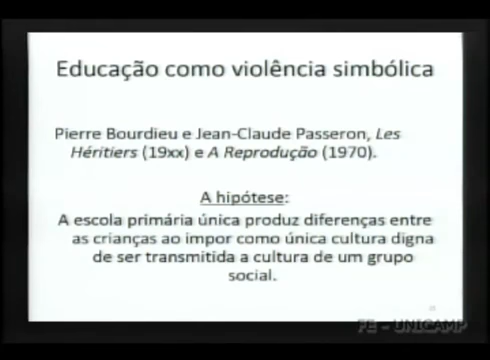 Educação como violência simbólica
Pierre Bourdieu e Jean-Claude Passeron, Les
Héritiers (19xx) e A Reprodução (1970).
A hipótese:
A escola primária única produz diferenças entre
as crianças ao impor como única cultura digna
de ser transmitida a cultura de um grupo
social.
FE - UNICAMP